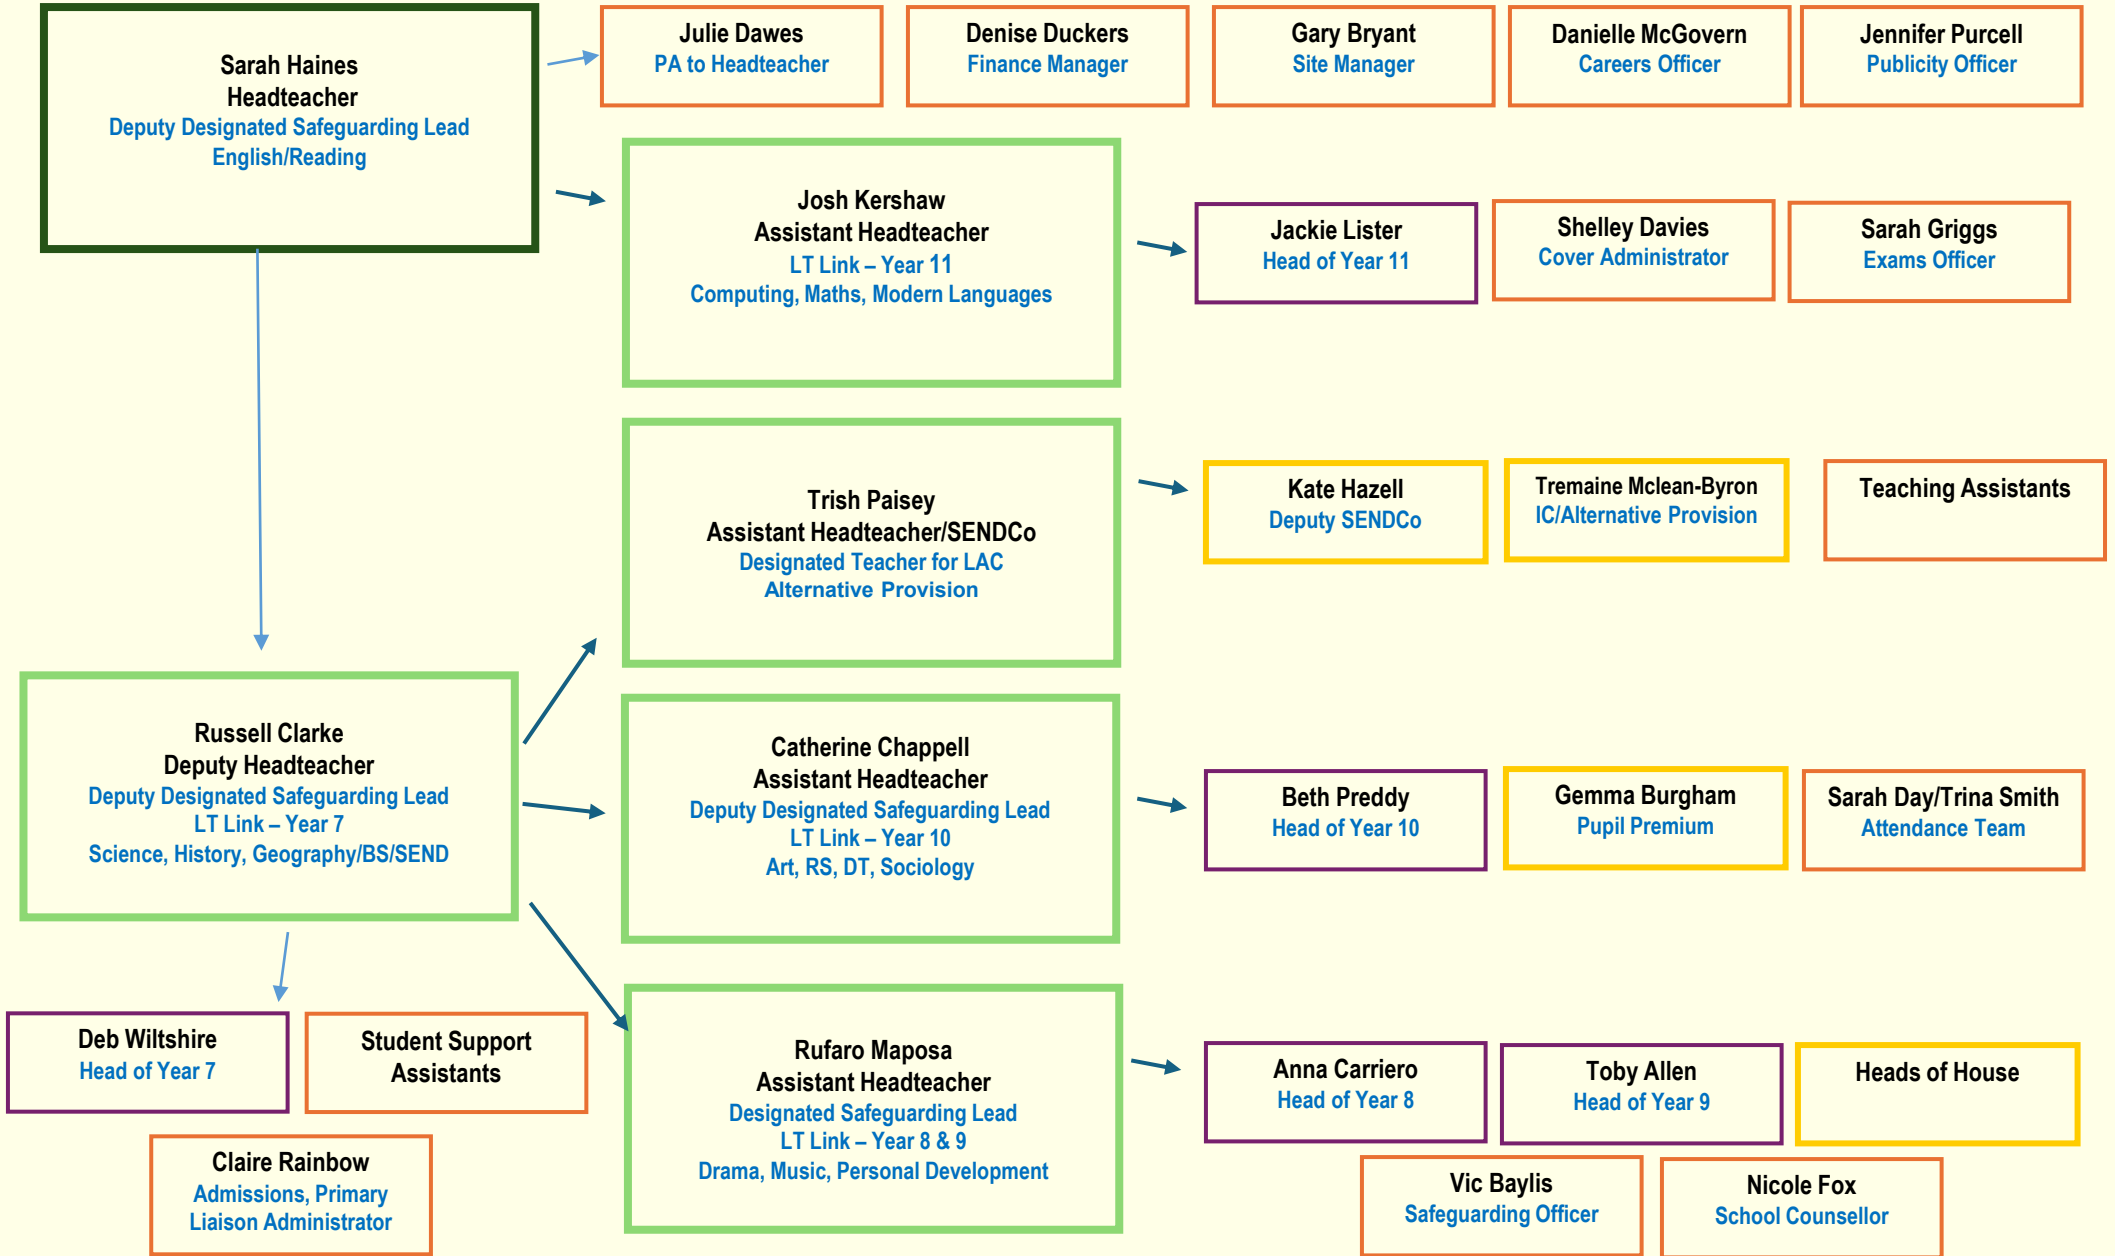 Sarah Haines
Headteacher
Deputy Designated Safeguarding Lead
English/Reading
Julie Dawes
PA to Headteacher
Denise Duckers
Finance Manager
Gary Bryant
Site Manager
Danielle McGovern
Careers Officer
Jennifer Purcell
Publicity Officer
Josh Kershaw
Assistant Headteacher
LT Link – Year 11
Computing, Maths, Modern Languages
Jackie Lister
Head of Year 11
Shelley Davies
Cover Administrator
Sarah Griggs
Exams Officer
Trish Paisey
Assistant Headteacher/SENDCo
Designated Teacher for LAC
Alternative Provision
Kate Hazell
Deputy SENDCo
Tremaine Mclean-Byron
IC/Alternative Provision
Teaching Assistants
Russell Clarke
Deputy Headteacher
Deputy Designated Safeguarding Lead
LT Link – Year 7
Science, History, Geography/BS/SEND
Catherine Chappell
Assistant Headteacher
Deputy Designated Safeguarding Lead
LT Link – Year 10
Art, RS, DT, Sociology
Beth Preddy
Head of Year 10
Gemma Burgham
Pupil Premium
Sarah Day/Trina Smith
Attendance Team
Deb Wiltshire
Head of Year 7
Student Support
Assistants
Claire Rainbow
Admissions, Primary
Liaison Administrator
Rufaro Maposa
Assistant Headteacher
Designated Safeguarding Lead
LT Link – Year 8 & 9
Drama, Music, Personal Development
Anna Carriero
Head of Year 8
Toby Allen
Head of Year 9
Heads of House
Vic Baylis
Safeguarding Officer
Nicole Fox
School Counsellor